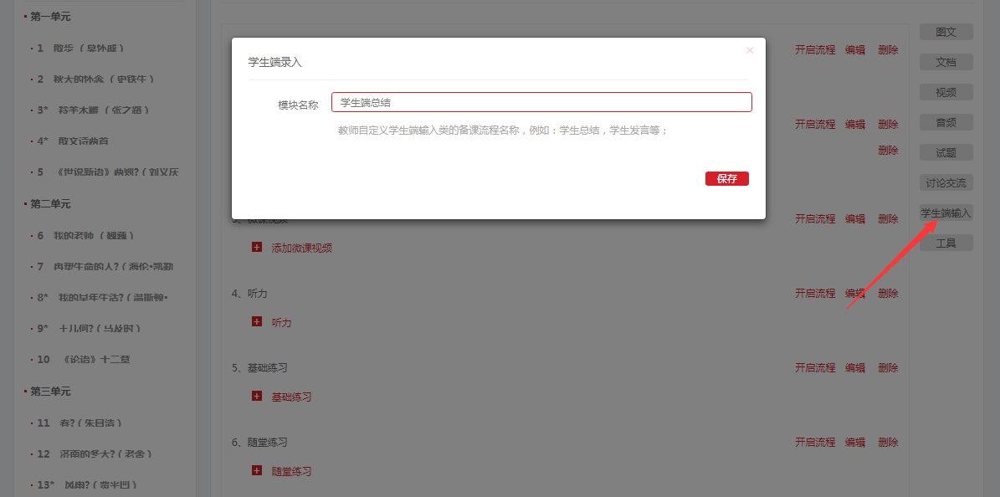 第一单元
1 散步（莫怀戚）
2 秋天的怀念（史铁生）
3* 羚羊木雕（张之路）
4* 散文诗两首
5 《世说新语》两则?（刘义庆
第二单元
6 我的老师（魏巍）
7 再塑生命的人?（海伦•凯勒
8* 我的早年生活?（温斯顿•
9* 王几何?（马及时）
10 《论语》十二章
第三单元
11 春?（朱自清）
12 济南的冬天?（老舍）
13* 风雨?（贾平凹）
学生端录入
×
模块名称 学生端总结
教师自定义学生端输入类的备课流程名称，例如：学生总结，学生发言等；
保存
开启流程 编辑 删除
开启流程 编辑 删除
删除
3、微课视频 开启流程 编辑 删除
添加微课视频
4、听力 开启流程 编辑 删除
听力
5、基础练习 开启流程 编辑 删除
基础练习
6、随堂练习 开启流程 编辑 删除
随堂练习
图文
文档
视频
音频
试题
讨论交流
学生端输入
工具